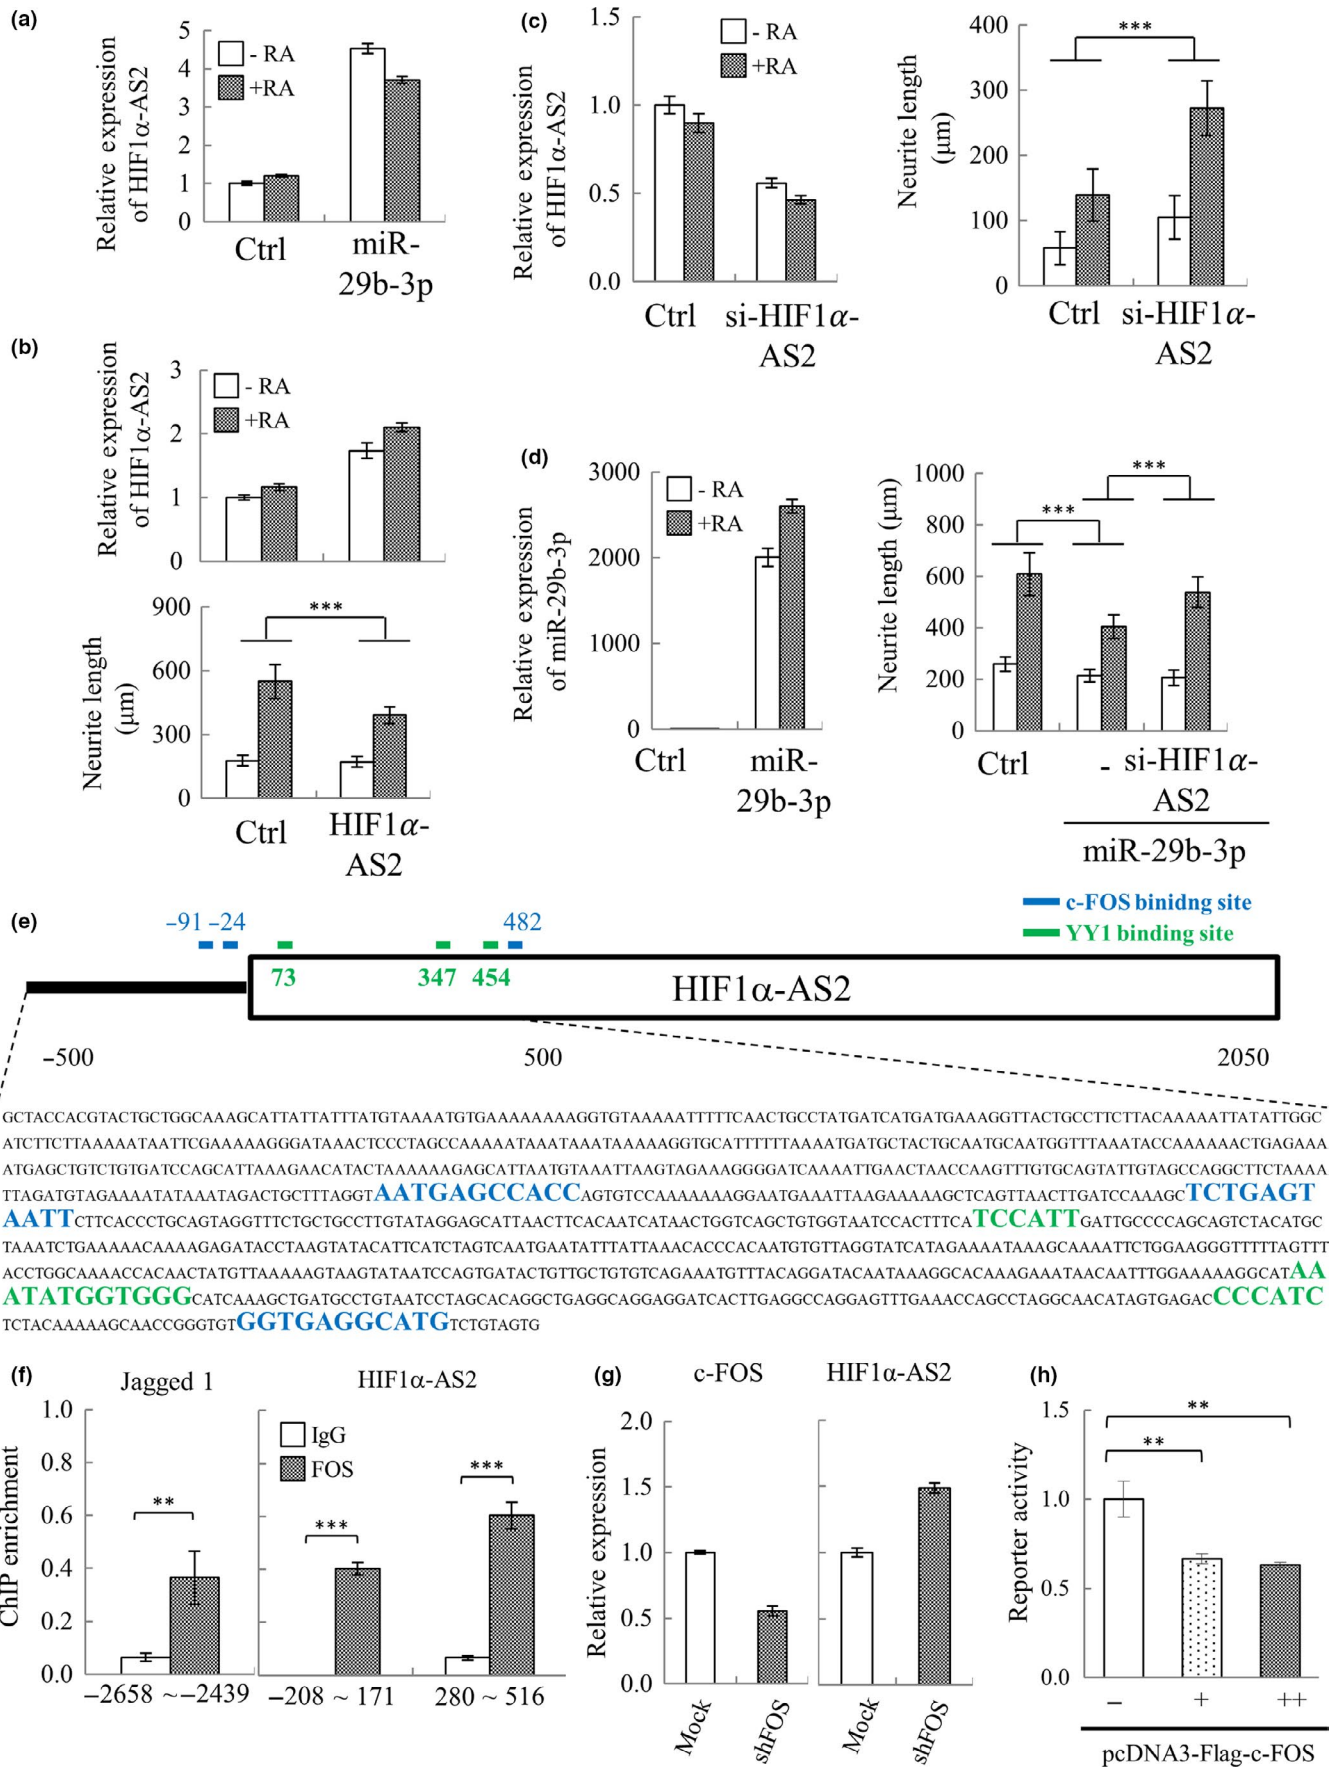 (a)
Relative expression
of HIF1α-AS2
5
4
3
2
1
0
- RA
+RA
Ctrl
miR-
29b-3p
(b)
Relative expression
of HIF1α-AS2
3
2
1
0
- RA
+RA
Neurite length
(μm)
900
600
300
0
***
Ctrl
HIF1α-
AS2
(c)
Relative expression
of HIF1α-AS2
1.5
1.0
0.5
0.0
- RA
+RA
Ctrl
si-HIF1α-
AS2
Neurite length
(μm)
400
300
200
100
0
***
Ctrl
si-HIF1α-
AS2
(d)
Relative expression
of miR-29b-3p
3000
2000
1000
0
- RA
+RA
Ctrl
miR-
29b-3p
Neurite length (μm)
1000
800
600
400
200
0
***
***
Ctrl
-
si-HIF1α-
AS2
miR-29b-3p
(e)
c-FOS binidng site
YY1 binding site
−91 −24
482
73
347
454
HIF1α-AS2
−500
500
2050
GCTACCACGTACTGCTGGCAAAGCATTATTATTTATGTAAAATGTGAAAAAAAAGGTGTAAAAATTTTTCAACTGCCTATGATCATGATGAAAGGTTACTGCCTTCTTACAAAAATTATATTGGC
ATCTTCTTAAAAATAATTCGAAAAAGGGATAAACTCCCTAGCCAAAAATAAATAAATAAAAAGGTGCATTTTTTAAAATGATGCTACTGCAATGCAATGGTTTAAATACCAAAAAACTGAGAAA
ATGAGCTGTCTGTGATCCAGCATTAAAGAACATACTAAAAAAGAGCATTAATGTAAATTAAGTAGAAAGGGGATCAAAATTGAACTAACCAAGTTTGTGCAGTATTGTAGCCAGGCTTCTAAAA
TTAGATGTAGAAAATATAAATAGACTGCTTTAGGTAATGAGCCACCAGTGTCCAAAAAAAGGAATGAAATTAAGAAAAAGCTCAGTTAACTTGATCCAAAGCTCTGAGT
AATTCTTCACCCTGCAGTAGGTTTCTGCTGCCTTGTATAGGAGCATTAACTTCACAATCATAACTGGTCAGCTGTGGTAATCCACTTTCATCCATTGATTGCCCCAGCAGTCTACATGC
TAAATCTGAAAAACAAAAGAGATACCTAAGTATACATTCATCTAGTCAATGAATATTTATTAAACACCCACAATGTGTTAGGTATCATAGAAAATAAAGCAAAATTCTGGAAGGGTTTTTAGTTT
ACCTGGCAAAACCACAACTATGTTAAAAAGTAAGTATAATCCAGTGATACTGTTGCTGTGTCAGAAATGTTTACAGGATACAATAAAGGCACAAAGAAATAACAATTTGGAAAAAGGCATAA
ATATGGTGGGCATCAAAGCTGATGCCTGTAATCCTAGCACAGGCTGAGGCAGGAGGATCACTTGAGGCCAGGAGTTTGAAACCAGCCTAGGCAACATAGTGAGACCCCATC
TCTACAAAAAGCAACCGGGTGTGGTGAGGCATGTCTGTAGTG
(f)
Jagged 1
HIF1α-AS2
ChIP enrichment
1.0
0.8
0.6
0.4
0.2
0.0
IgG
FOS
**
***
***
−2658 ~−2439
−208 ~ 171
280 ~ 516
(g)
c-FOS
HIF1α-AS2
Relative expression
2.0
1.5
1.0
0.5
0.0
Mock
shFOS
Mock
shFOS
(h)
Reporter activity
1.5
1.0
0.5
0.0
**
**
−
+
++
pcDNA3-Flag-c-FOS